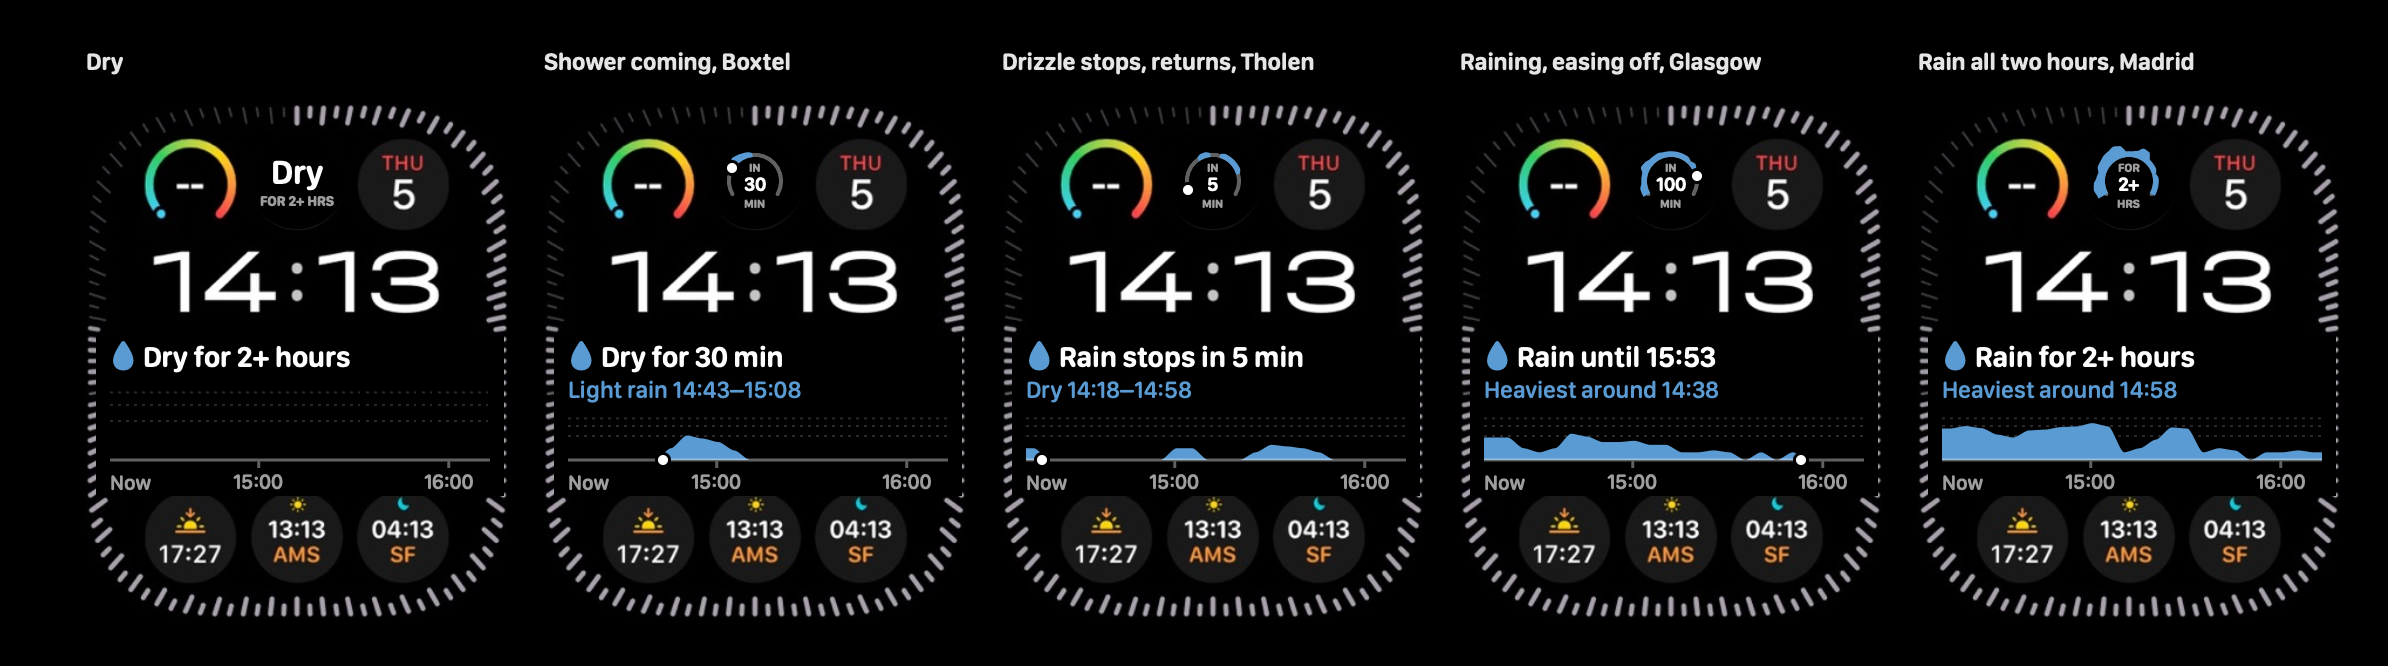 Dry
--
Dry
FOR 2+ HRS
THU
5
14:13
Dry for 2+ hours
Now
15:00
16:00
17:27
13:13
AMS
04:13
SF
Shower coming, Boxtel
--
IN
30
MIN
THU
5
14:13
Dry for 30 min
Light rain 14:43–15:08
Now
15:00
16:00
17:27
13:13
AMS
04:13
SF
Drizzle stops, returns, Tholen
--
IN
5
MIN
THU
5
14:13
Rain stops in 5 min
Dry 14:18–14:58
Now
15:00
16:00
17:27
13:13
AMS
04:13
SF
Raining, easing off, Glasgow
--
IN
100
MIN
THU
5
14:13
Rain until 15:53
Heaviest around 14:38
Now
15:00
16:00
17:27
13:13
AMS
04:13
SF
Rain all two hours, Madrid
--
FOR
2+
HRS
THU
5
14:13
Rain for 2+ hours
Heaviest around 14:58
Now
15:00
16:00
17:27
13:13
AMS
04:13
SF